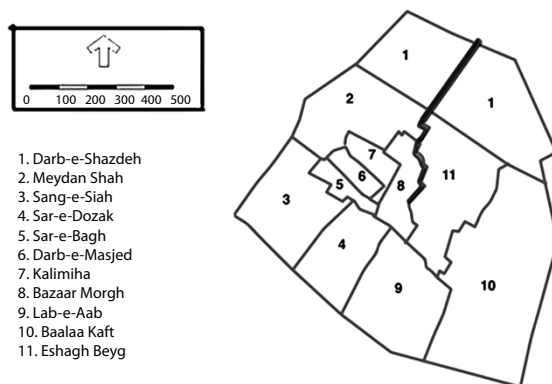 0 100 200 300 400 500
1. Darb-e-Shazdeh
2. Meydan Shah
3. Sang-e-Siah
4. Sar-e-Dozak
5. Sar-e-Bagh
6. Darb-e-Masjed
7. Kalimiha
8. Bazaar Morgh
9. Lab-e-Aab
10. Baalaa Kaft
11. Eshagh Beyg
1
1
2
7
6
5
8
11
3
4
9
10